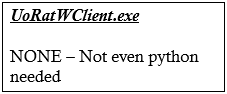 UoRatWClient.exe
NONE – Not even python
needed